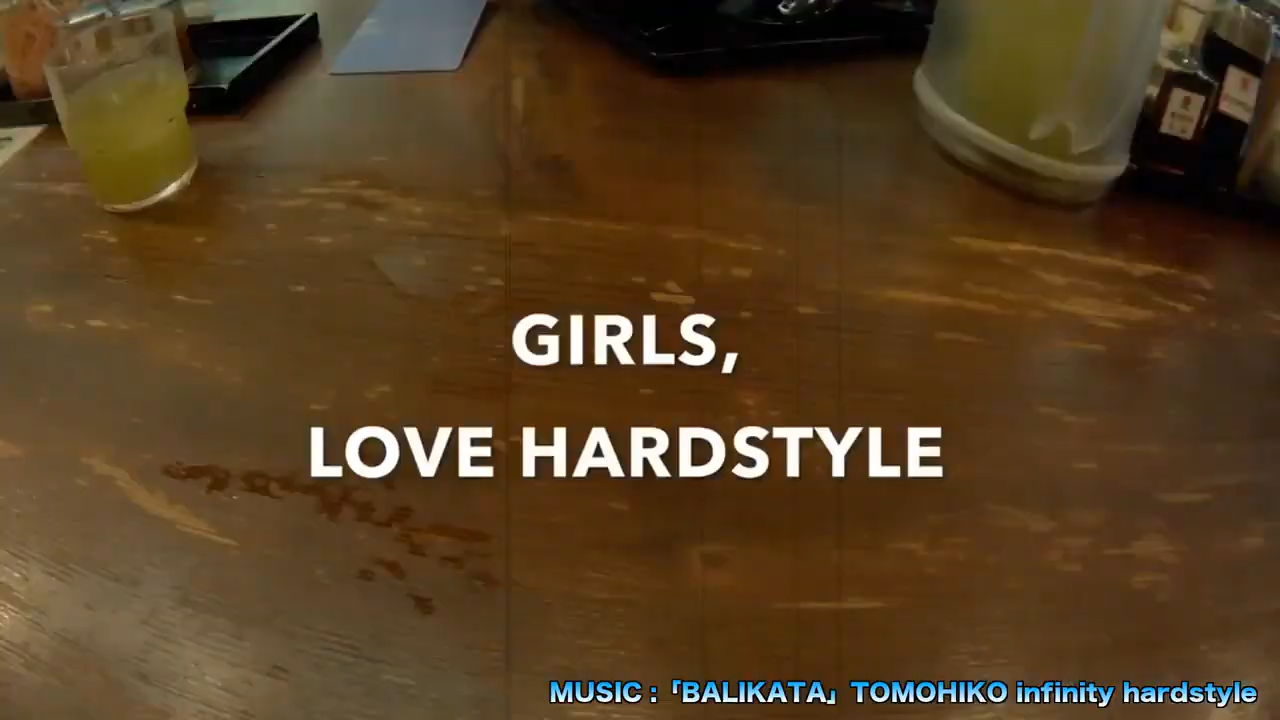 GIRLS,
LOVE HARDSTYLE
MUSIC :「BALIKATA」TOMOHIKO infinity hardstyle